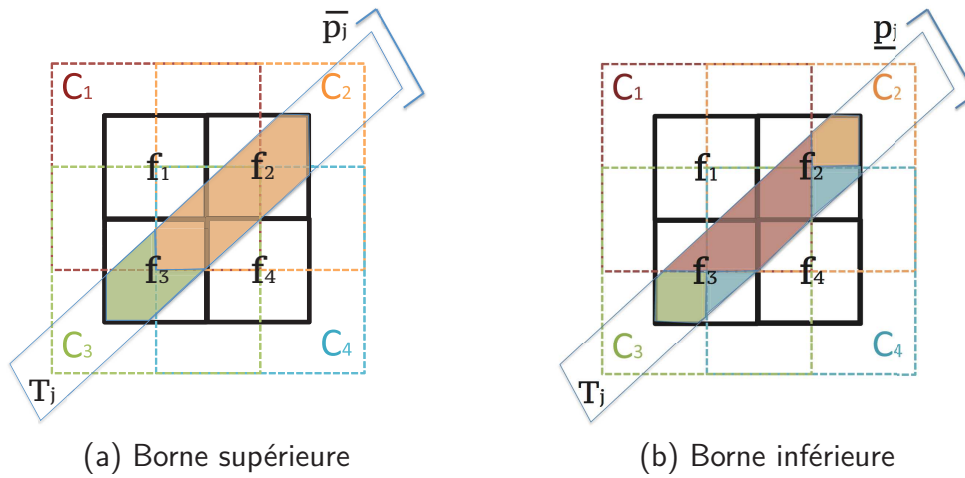 p̄ⱼ
C₁
C₂
f₁
f₂
f₃
f₄
C₃
C₄
Tⱼ
(a) Borne supérieure
p̲ⱼ
C₁
C₂
f₁
f₂
f₃
f₄
C₃
C₄
Tⱼ
(b) Borne inférieure